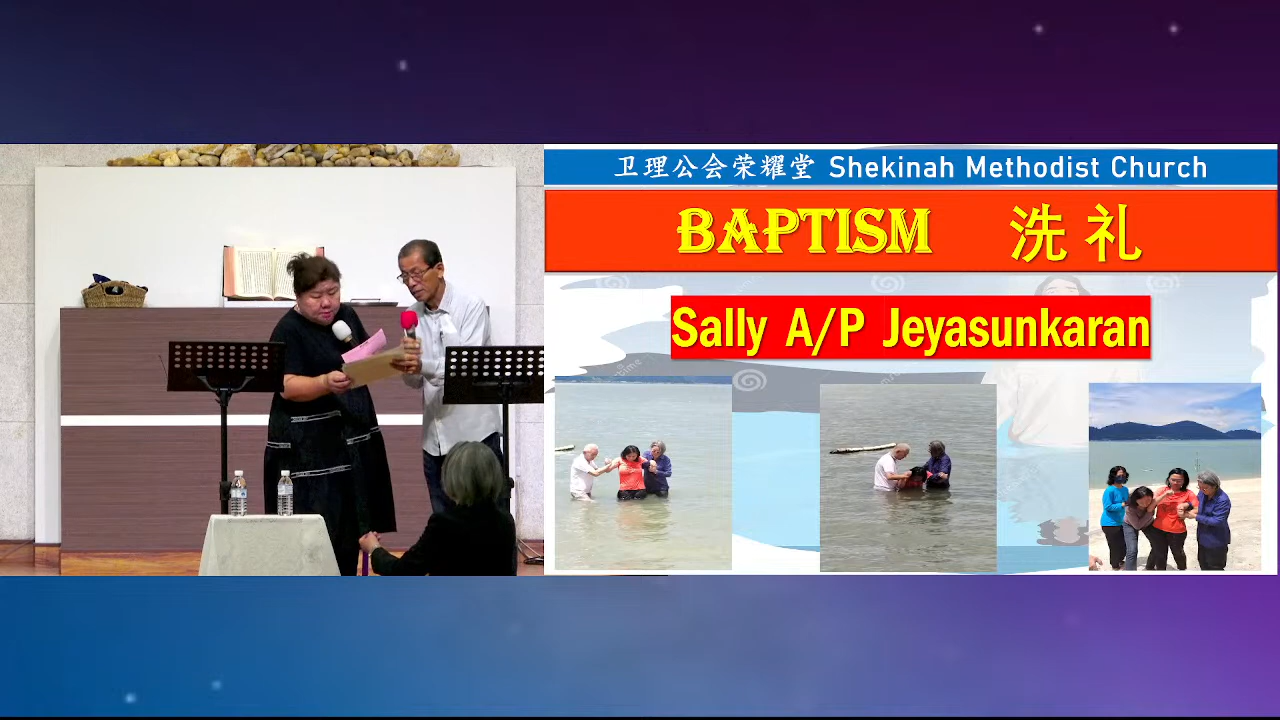 卫理公会荣耀堂 Shekinah Methodist Church
BAPTISM 洗礼
Sally A/P Jeyasunkaran